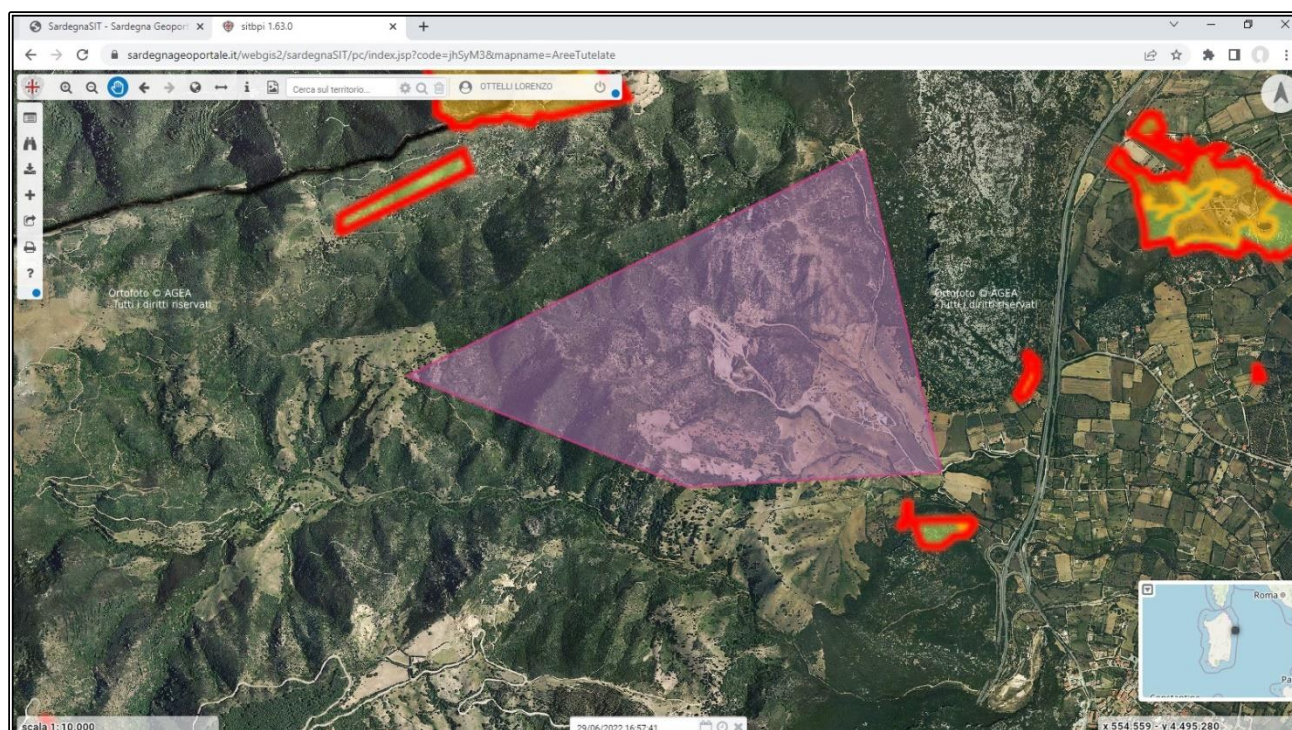 SardegnaSIT - Sardegna Geoport
sitbpi 1.63.0
sardegnageoportale.it/webgis2/sardegnaSIT/pc/index.jsp?code=jhSyM3&mapname=AreeTutelate
Cerca sul territorio...
OTTELLI LORENZO
Ortofoto © AGEA
- Tutti i diritti riservati
Ortofoto © AGEA
- Tutti i diritti riservati
Roma
scala 1:10.000
29/06/2022 16:57:41
x 554.559 - y 4.495.280